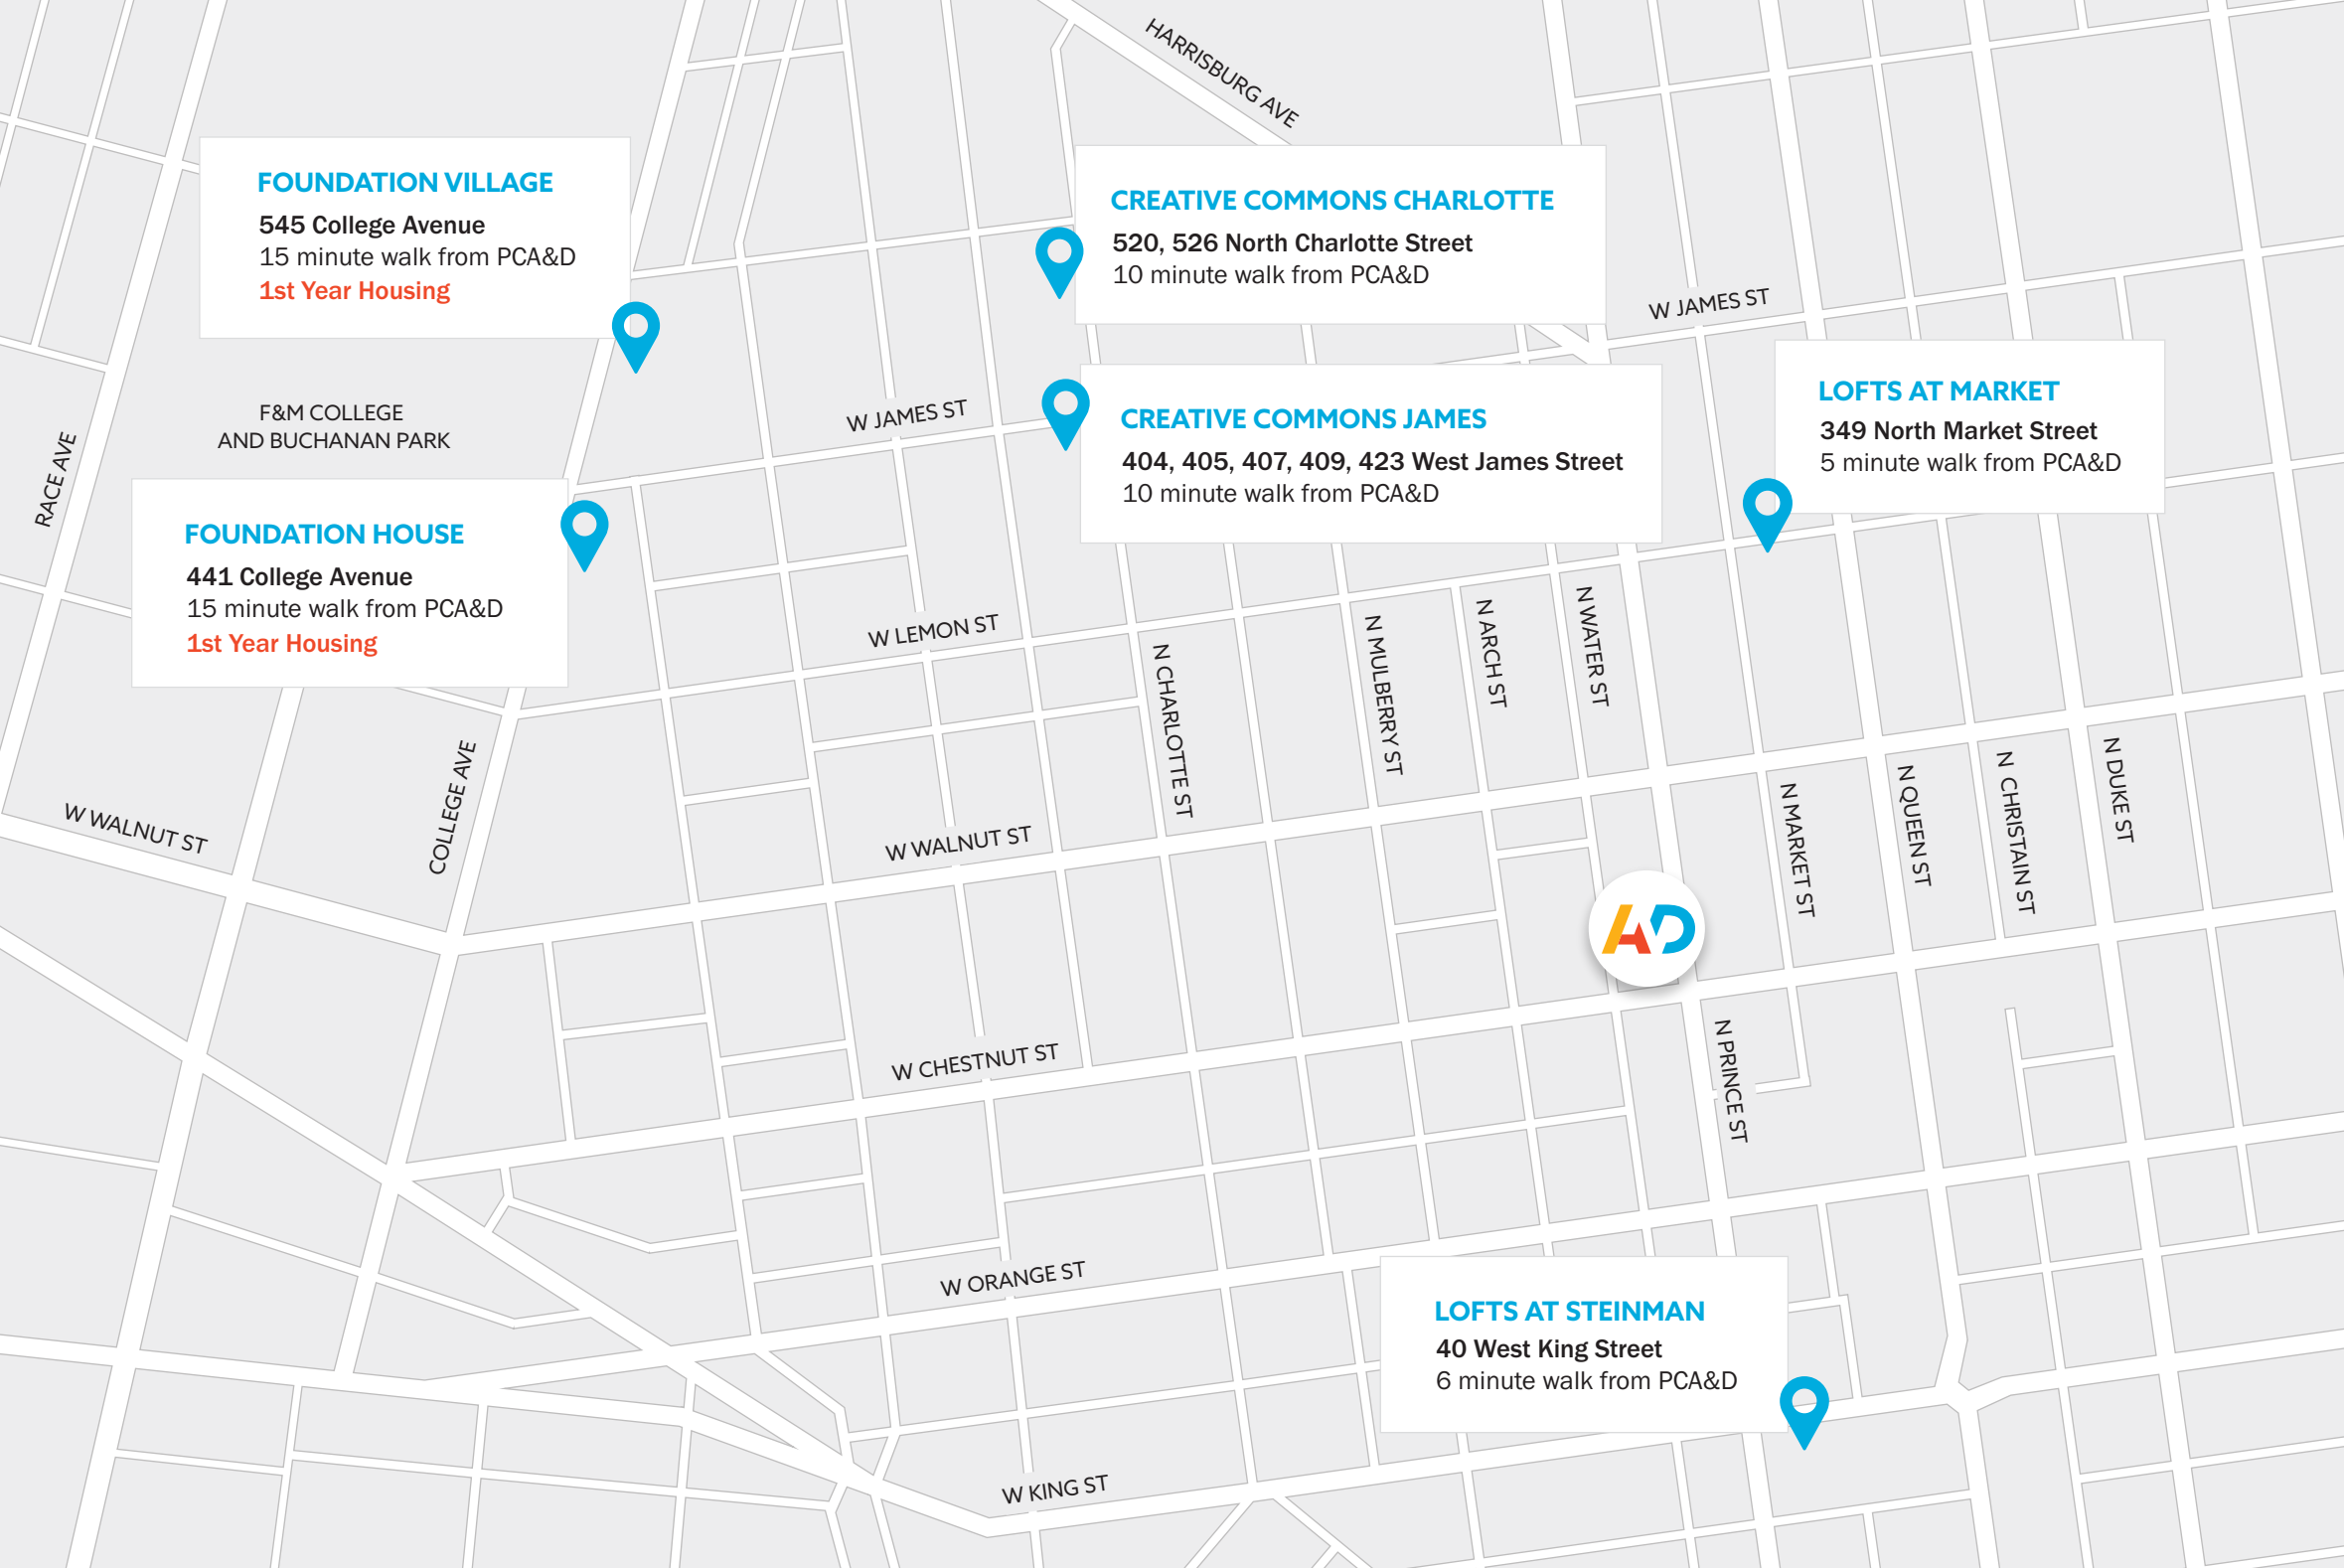 HARRISBURG AVE
FOUNDATION VILLAGE
545 College Avenue
15 minute walk from PCA&D
1st Year Housing
CREATIVE COMMONS CHARLOTTE
520, 526 North Charlotte Street
10 minute walk from PCA&D
W JAMES ST
F&M COLLEGE
AND BUCHANAN PARK
W JAMES ST
CREATIVE COMMONS JAMES
404, 405, 407, 409, 423 West James Street
10 minute walk from PCA&D
LOFTS AT MARKET
349 North Market Street
5 minute walk from PCA&D
RACE AVE
FOUNDATION HOUSE
441 College Avenue
15 minute walk from PCA&D
1st Year Housing
W LEMON ST
N CHARLOTTE ST
N MULBERRY ST
N ARCH ST
N WATER ST
W WALNUT ST
COLLEGE AVE
W WALNUT ST
N MARKET ST
N QUEEN ST
N CHRISTAIN ST
N DUKE ST
AD
W CHESTNUT ST
N PRINCE ST
W ORANGE ST
LOFTS AT STEINMAN
40 West King Street
6 minute walk from PCA&D
W KING ST